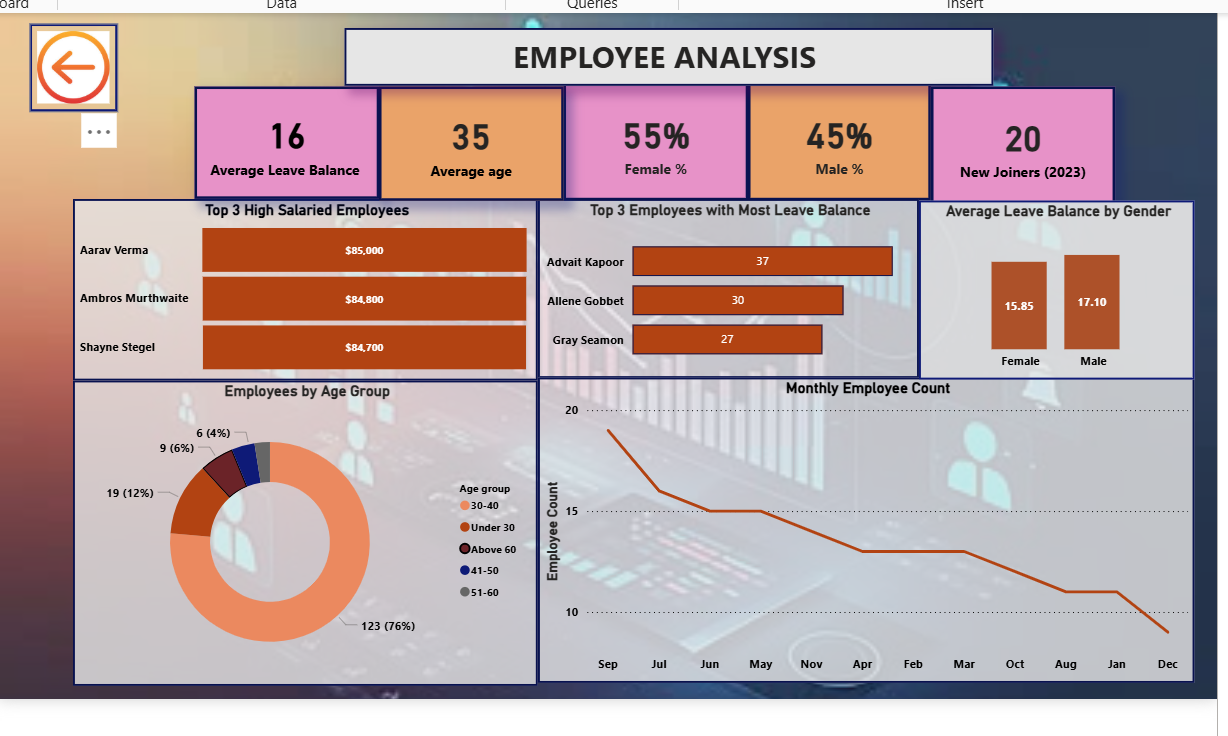 oard Data Queries Insert
EMPLOYEE ANALYSIS
16
Average Leave Balance
35
Average age
55%
Female %
45%
Male %
20
New Joiners (2023)
Top 3 High Salaried Employees
Aarav Verma $85,000
Ambros Murthwaite $84,800
Shayne Stegel $84,700
Top 3 Employees with Most Leave Balance
Advait Kapoor 37
Allene Gobbet 30
Gray Seamon 27
Average Leave Balance by Gender
15.85 17.10
Female Male
Employees by Age Group
6 (4%)
9 (6%)
19 (12%)
123 (76%)
Age group
30-40
Under 30
Above 60
41-50
51-60
Monthly Employee Count
Employee Count
20
15
10
Sep Jul Jun May Nov Apr Feb Mar Oct Aug Jan Dec